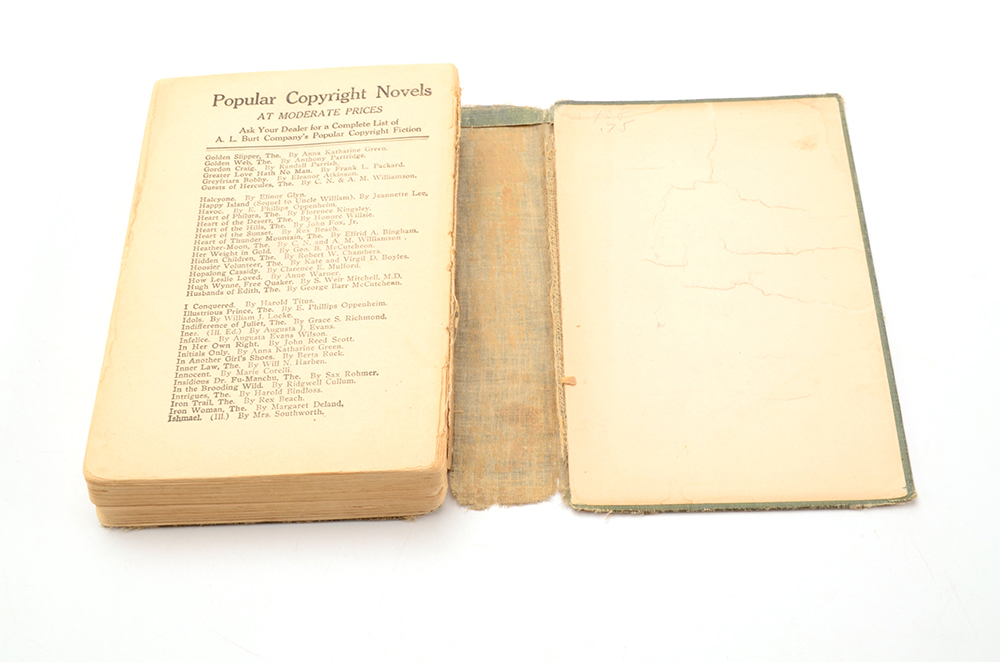 Popular Copyright Novels
AT MODERATE PRICES
Ask Your Dealer for a Complete List of
A. L. Burt Company's Popular Copyright Fiction
Golden Slipper, The. By Anna Katharine Green.
Golden Web, The. By Anthony Partridge.
Gordon Craig. By Randall Parrish.
Greater Love Hath No Man. By Frank L. Packard.
Greyfriars Bobby. By Eleanor Atkinson.
Guests of Hercules, The. By C. N. & A. M. Williamson.
Halcyone. By Elinor Glyn.
Happy Island (Sequel to Uncle William). By Jeannette Lee.
Havoc. By E. Phillips Oppenheim.
Heart of Philura, The. By Florence Kingsley.
Heart of the Desert, The. By Honoré Willsie.
Heart of the Hills, The. By John Fox, Jr.
Heart of the Sunset. By Rex Beach.
Heart of Thunder Mountain, The. By Elfrid A. Bingham.
Heather-Moon, The. By C. N. and A. M. Williamson.
Her Weight in Gold. By Geo. B. McCutcheon.
Hidden Children, The. By Robert W. Chambers.
Hoosier Volunteer, The. By Kate and Virgil D. Boyles.
Hopalong Cassidy. By Clarence E. Mulford.
How Leslie Loved. By Anne Warner.
Hugh Wynne, Free Quaker. By S. Weir Mitchell, M.D.
Husbands of Edith, The. By George Barr McCutcheon.
I Conquered. By Harold Titus.
Illustrious Prince, The. By E. Phillips Oppenheim.
Idols. By William J. Locke.
Indifference of Juliet, The. By Grace S. Richmond.
Inez. (Ill. Ed.) By Augusta J. Evans.
Infelice. By Augusta Evans Wilson.
In Her Own Right. By John Reed Scott.
Initials Only. By Anna Katharine Green.
In Another Girl's Shoes. By Berta Ruck.
Inner Law, The. By Will N. Harben.
Innocent. By Marie Corelli.
Insidious Dr. Fu-Manchu, The. By Sax Rohmer.
In the Brooding Wild. By Ridgwell Cullum.
Intrigues, The. By Harold Bindloss.
Iron Trail, The. By Rex Beach.
Iron Woman, The. By Margaret Deland.
Ishmael. (Ill.) By Mrs. Southworth.
.75